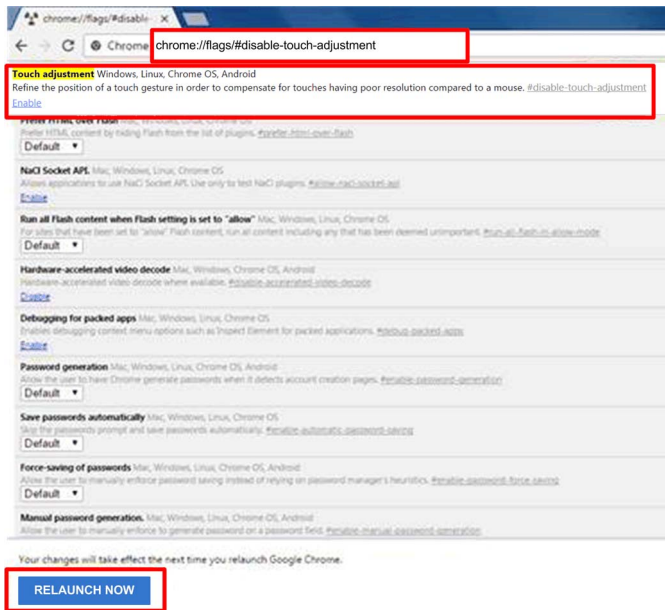 chrome://flags/#disable- ×
Chrome chrome://flags/#disable-touch-adjustment
Touch adjustment Windows, Linux, Chrome OS, Android
Refine the position of a touch gesture in order to compensate for touches having poor resolution compared to a mouse. #disable-touch-adjustment
Enable
Prefer HTML over Flash Mac, Windows, Linux, Chrome OS
Prefer HTML content by hiding Flash from the list of plugins. #prefer-html-over-flash
Default
NaCl Socket API. Mac, Windows, Linux, Chrome OS
Allows applications to use NaCl Socket API. Use only to test NaCl plugins. #allow-nacl-socket-api
Enable
Run all Flash content when Flash setting is set to "allow" Mac, Windows, Linux, Chrome OS
For sites that have been set to "allow" Flash content, run all content including any that has been deemed unimportant. #run-all-flash-in-allow-mode
Default
Hardware-accelerated video decode Mac, Windows, Linux, Chrome OS, Android
Hardware-accelerated video decode where available. #disable-accelerated-video-decode
Disable
Debugging for packed apps Mac, Windows, Linux, Chrome OS
Enables debugging context menu options such as Inspect Element for packed applications. #debug-packed-apps
Enable
Password generation Mac, Windows, Linux, Chrome OS, Android
Allow the user to have Chrome generate passwords when it detects account creation pages. #enable-password-generation
Default
Save passwords automatically Mac, Windows, Linux, Chrome OS
Skip the passwords prompt and save passwords automatically. #enable-automatic-password-saving
Default
Force-saving of passwords Mac, Windows, Linux, Chrome OS, Android
Allow the user to manually enforce password saving instead of relying on password manager's heuristics. #enable-password-force-saving
Default
Manual password generation. Mac, Windows, Linux, Chrome OS, Android
Allow the user to manually enforce to generate password on a password field. #enable-manual-password-generation
Your changes will take effect the next time you relaunch Google Chrome.
RELAUNCH NOW